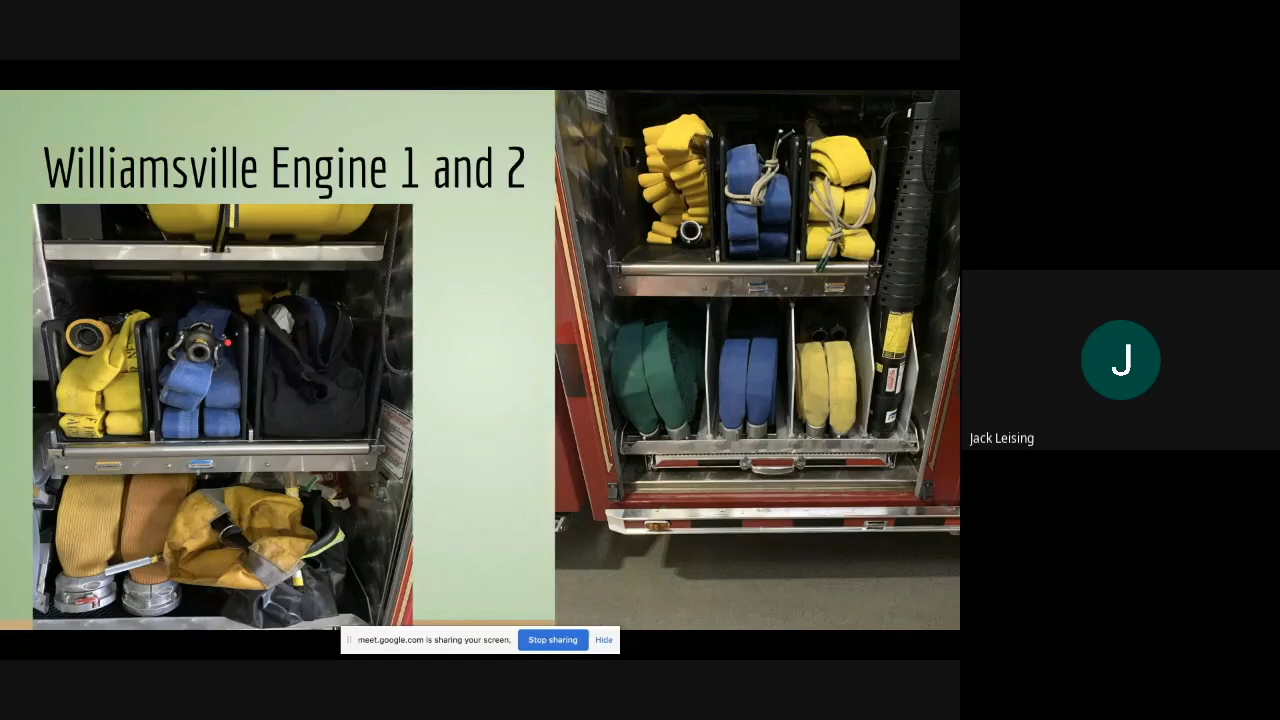 Williamsville Engine 1 and 2
meet.google.com is sharing your screen.
Stop sharing
Hide
J
Jack Leising